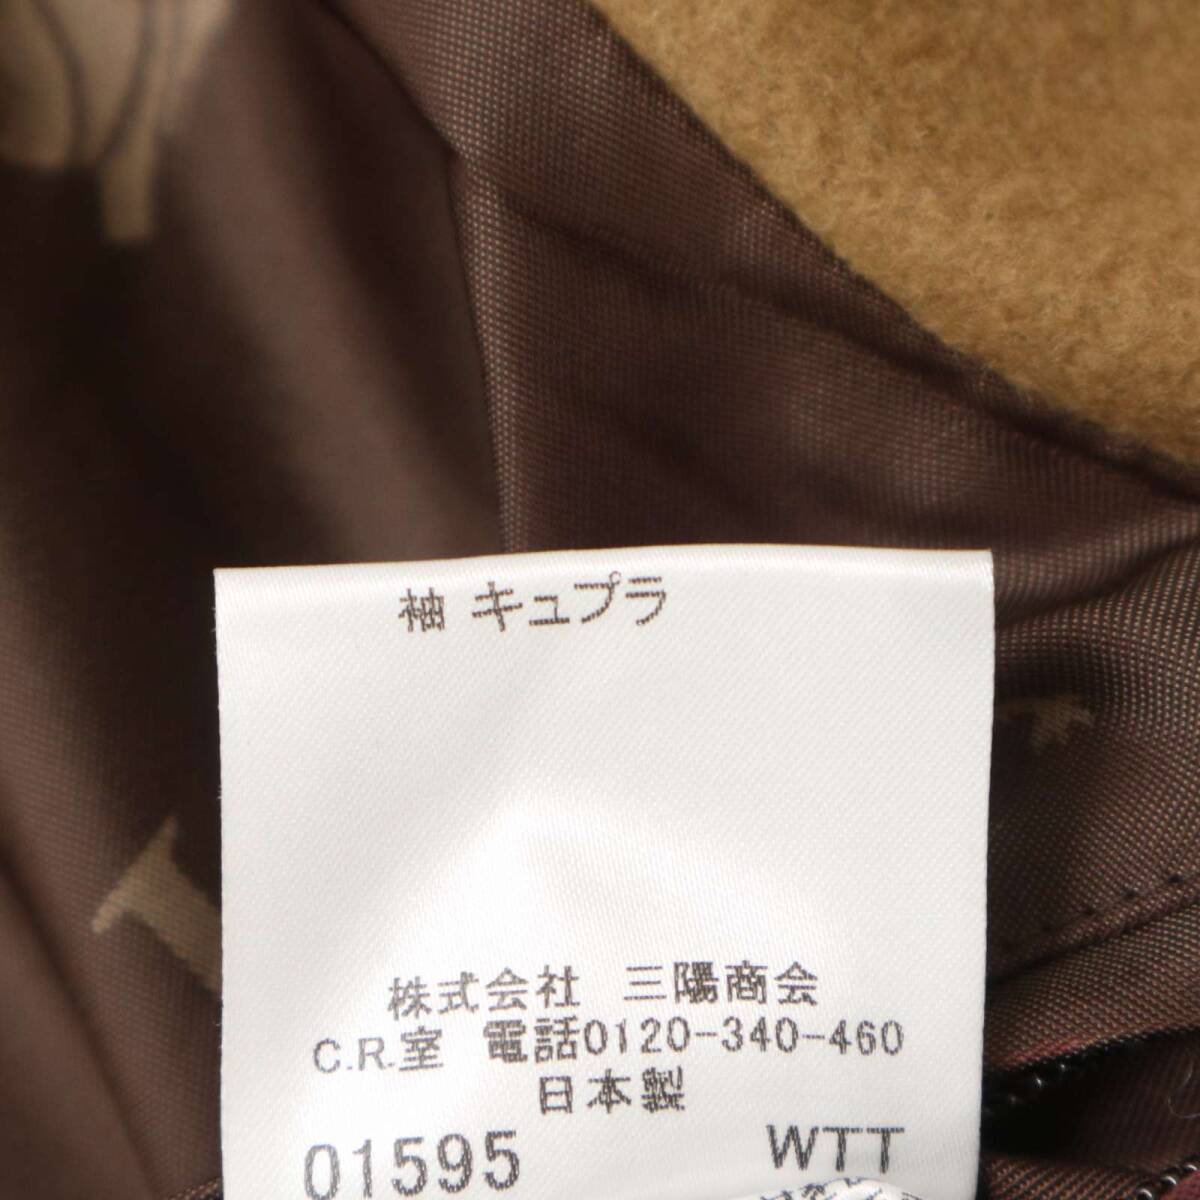 袖 キュプラ
株式会社 三陽商会
C.R.室 電話0120-340-460
日本製
01595 WTT